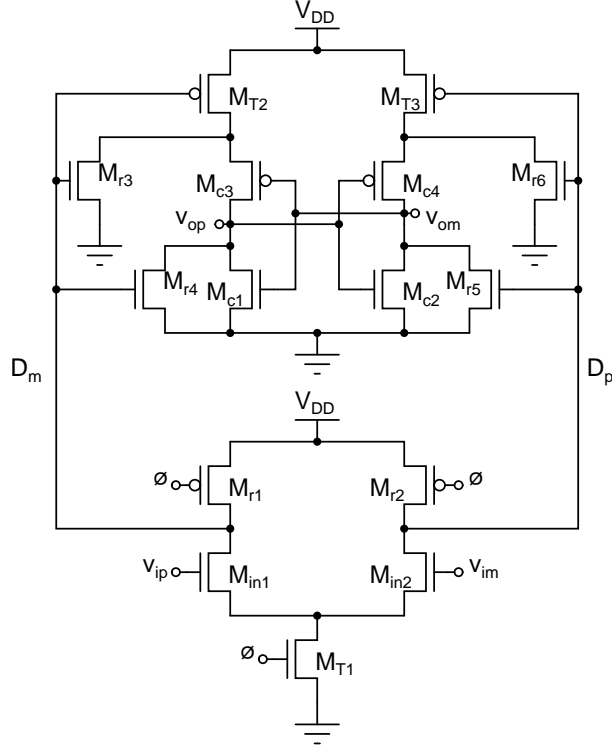 V_DD
M_T2 M_T3
M_r3 M_c3 M_c4 M_r6
v_op v_om
M_r4 M_c1 M_c2 M_r5
D_m D_p
V_DD
ø M_r1 M_r2 ø
v_ip M_in1 M_in2 v_im
ø M_T1